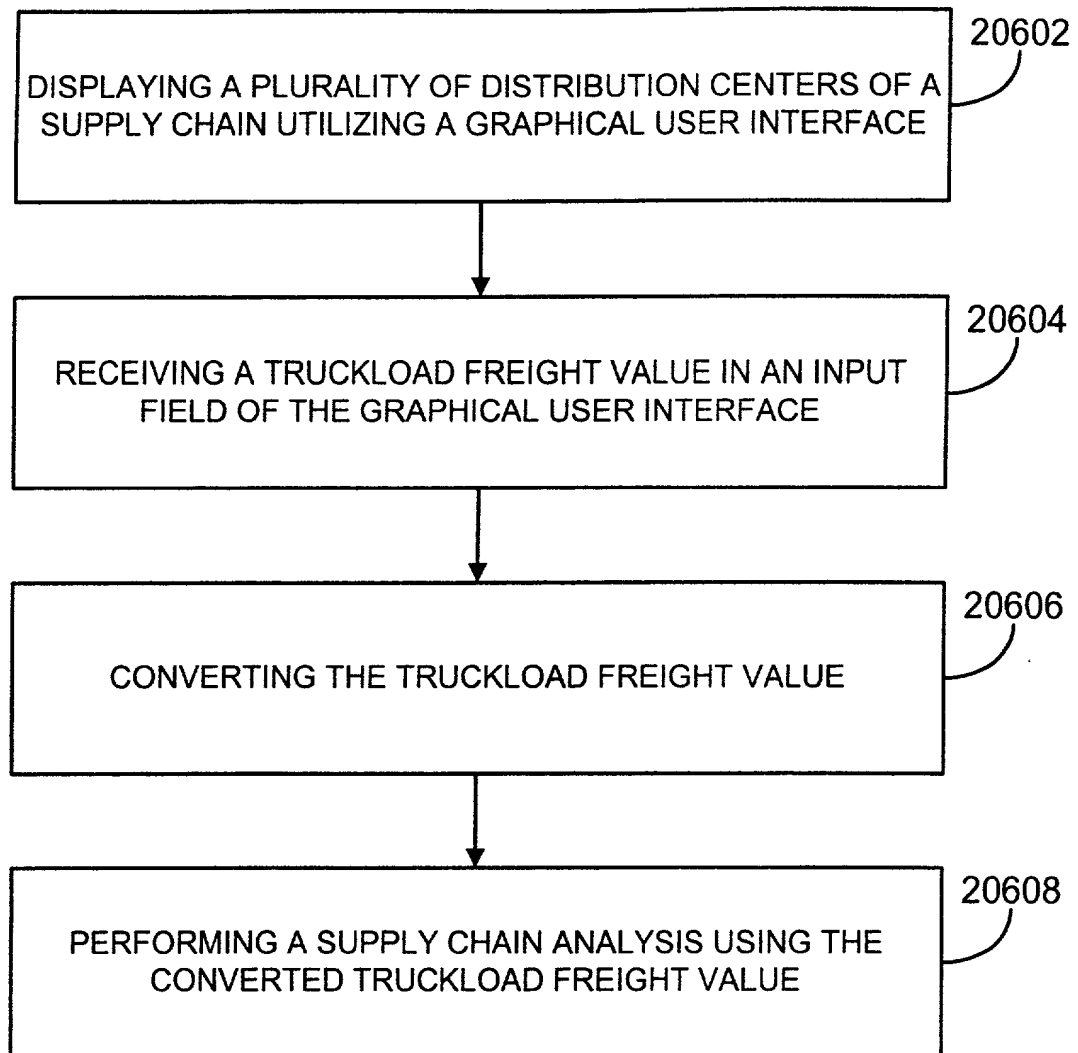 20602
DISPLAYING A PLURALITY OF DISTRIBUTION CENTERS OF A
SUPPLY CHAIN UTILIZING A GRAPHICAL USER INTERFACE
20604
RECEIVING A TRUCKLOAD FREIGHT VALUE IN AN INPUT
FIELD OF THE GRAPHICAL USER INTERFACE
20606
CONVERTING THE TRUCKLOAD FREIGHT VALUE
20608
PERFORMING A SUPPLY CHAIN ANALYSIS USING THE
CONVERTED TRUCKLOAD FREIGHT VALUE